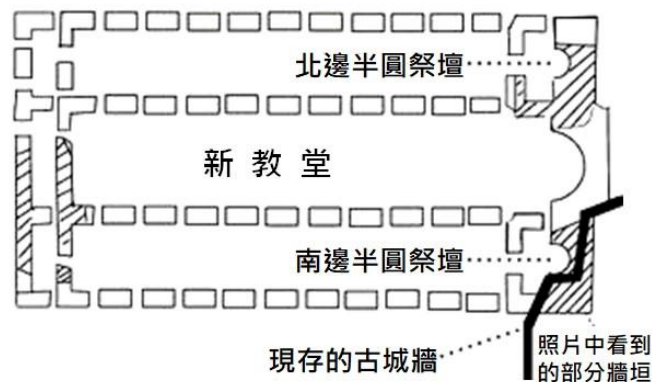 北邊半圓祭壇
新教堂
南邊半圓祭壇
現存的古城牆
照片中看到
的部分牆垣